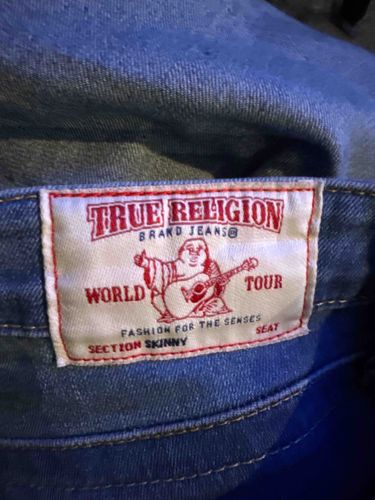 TRUE RELIGION
BRAND JEANS®
WORLD TOUR
FASHION FOR THE SENSES
SECTION SKINNY SEAT